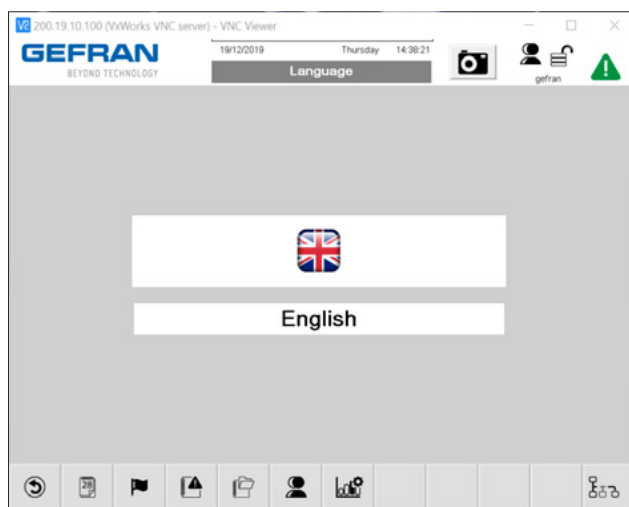 200.19.10.100 (VxWorks VNC server) - VNC Viewer
GEFRAN
BEYOND TECHNOLOGY
19/12/2019 Thursday 14:38:21
Language
gefran
English
28